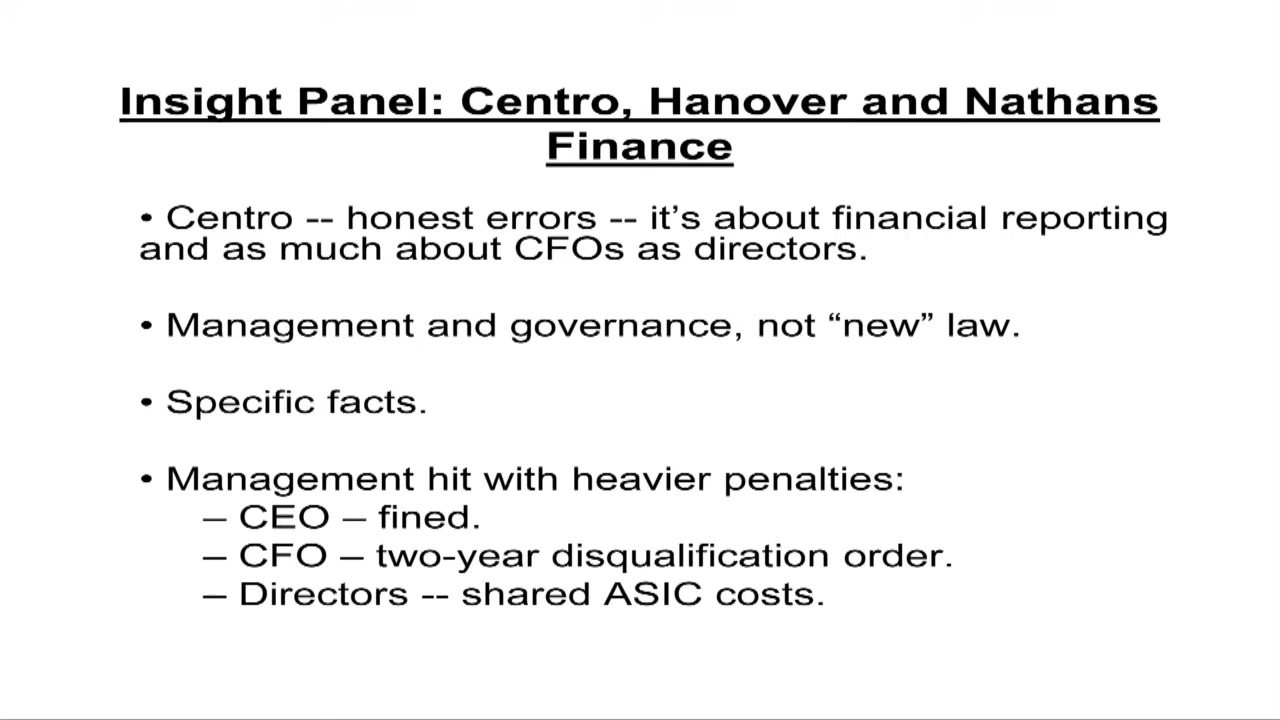 Insight Panel: Centro, Hanover and Nathans
Finance
• Centro -- honest errors -- it’s about financial reporting
and as much about CFOs as directors.
• Management and governance, not “new” law.
• Specific facts.
• Management hit with heavier penalties:
– CEO – fined.
– CFO – two-year disqualification order.
– Directors -- shared ASIC costs.